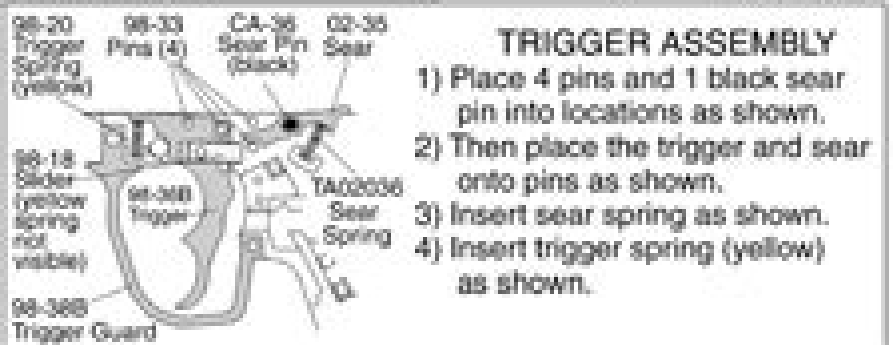 98-20
Trigger
Spring
(yellow)
98-33
Pins (4)
CA-36
Sear Pin
(black)
02-35
Sear
98-18
Slider
(yellow
spring
not
visible)
98-36B
Trigger
TA02036
Sear
Spring
98-38B
Trigger Guard
TRIGGER ASSEMBLY
1) Place 4 pins and 1 black sear
pin into locations as shown.
2) Then place the trigger and sear
onto pins as shown.
3) Insert sear spring as shown.
4) Insert trigger spring (yellow)
as shown.